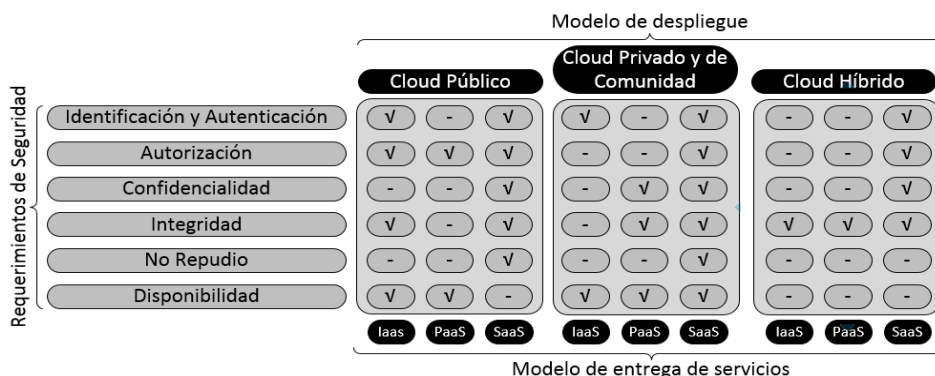 Modelo de despliegue
Requerimientos de Seguridad
Cloud Público
Cloud Privado y de
Comunidad
Cloud Híbrido
Identificación y Autenticación √ - √ √ - √ - - √
Autorización √ √ √ - - √ - - √
Confidencialidad - - √ - √ √ - - √
Integridad √ - √ - √ √ √ √ √
No Repudio - - √ - - √ - - -
Disponibilidad √ √ - √ √ √ - - -
Iaas PaaS SaaS IaaS PaaS SaaS IaaS PaaS SaaS
Modelo de entrega de servicios